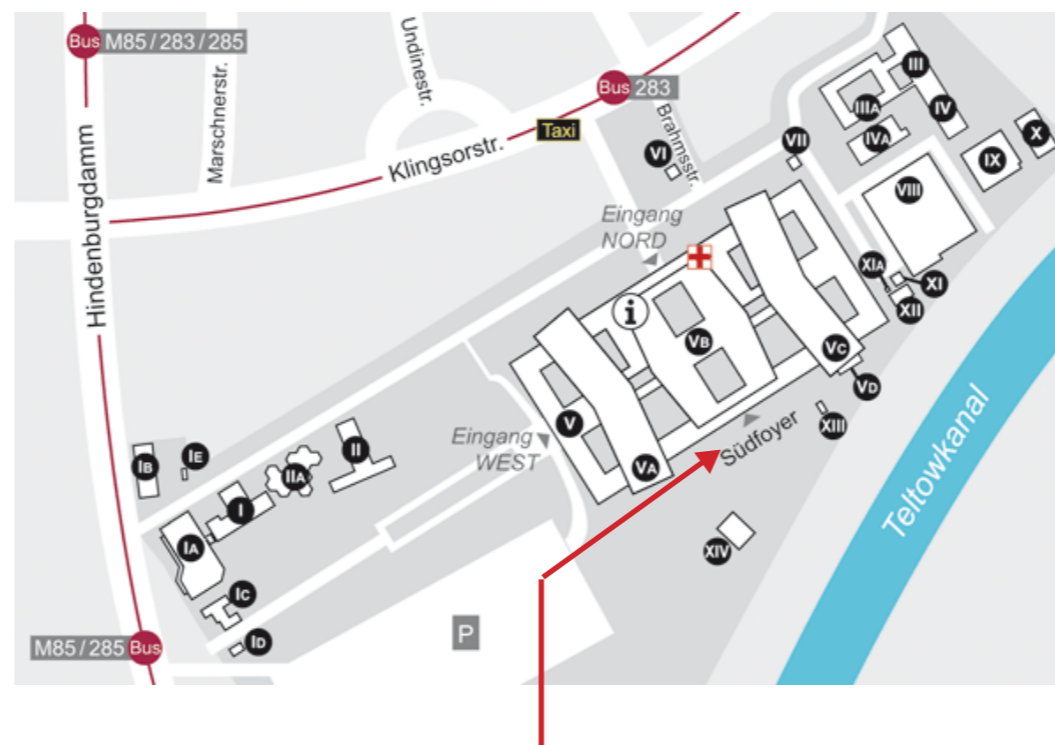 Bus M85 / 283 / 285
Marschnerstr.
Undinestr.
Bus 283
Taxi
Klingsorstr.
Brahmsstr.
Hindenburgdamm
III
IIIA
IV
IVA
X
IX
VI
VII
VIII
Eingang
NORD
XIA
XI
XII
i
VB
VC
VD
V
Eingang
WEST
VA
Südfoyer
XIII
Teltowkanal
IB
IE
IIA
II
I
IA
XIV
IC
ID
P
M85 / 285 Bus